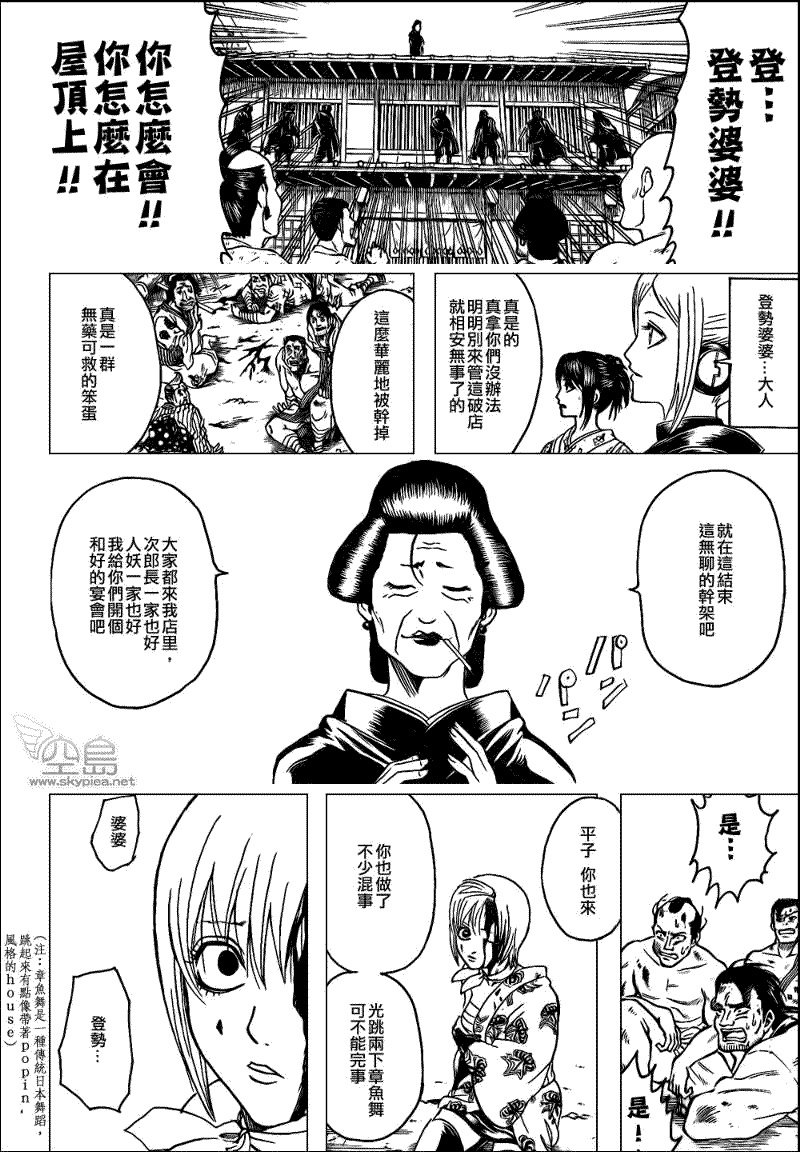 登…
登勢婆婆!!
你怎麼會!!
你怎麼在
屋頂上!!
登勢婆婆…大人
真是的
真拿你們沒辦法
明明別來管這破店
就相安無事了的
這麼華麗地被幹掉
真是一群
無藥可救的笨蛋
就在這結束
這無聊的幹架吧
パンパン
大家都來我店里，
次郎長一家也好
人妖一家也好
我給你們開個
和好的宴會吧
空島
www.skypiea.net
是…
是!!
平子 你也來
你也做了
不少混事
光跳兩下章魚舞
可不能完事
婆婆
登勢…
(注：章魚舞是一種傳統日本舞蹈，
跳起來有點像帶著popin，
風格的house)